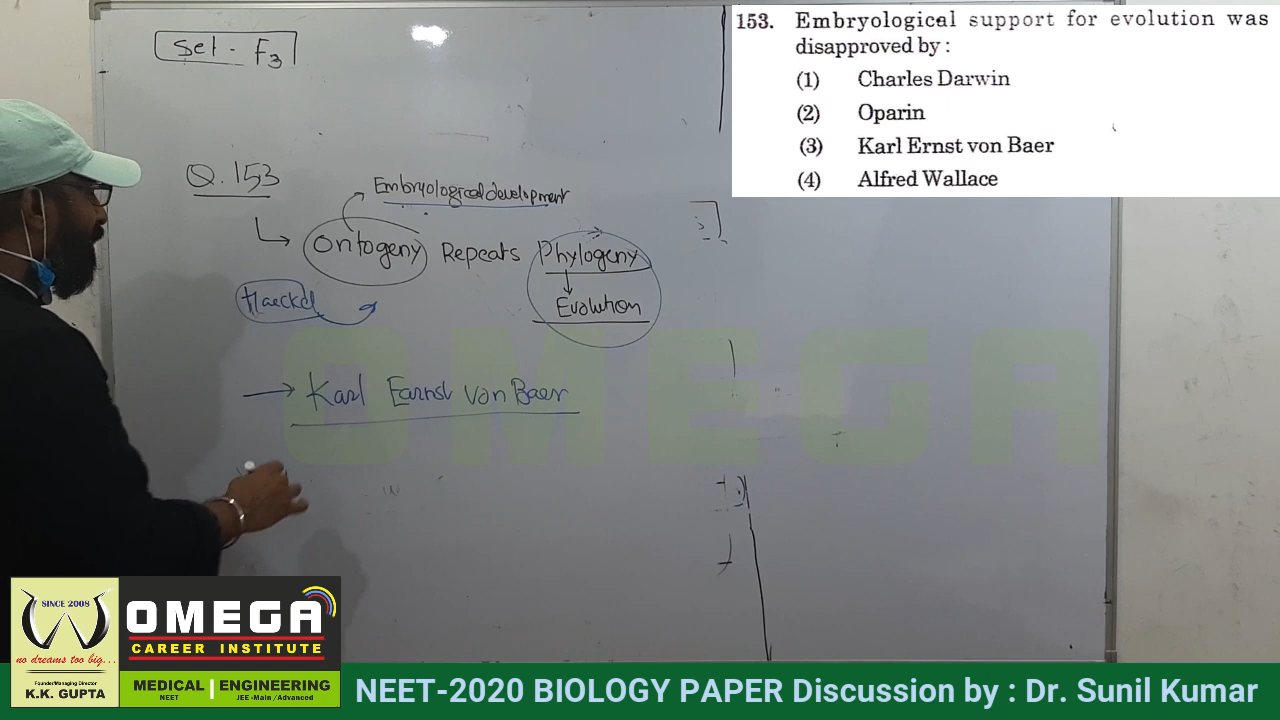 Set - F3
153. Embryological support for evolution was
disapproved by :
(1) Charles Darwin
(2) Oparin
(3) Karl Ernst von Baer
(4) Alfred Wallace
Q. 153
Embryological development
Ontogeny Repeats Phylogeny
Evolution
Haeckel
Karl Earnst von Baer
OMEGA
SINCE 2008
no dreams too big...
Founder/Managing Director
K.K. GUPTA
OMEGA
CAREER INSTITUTE
MEDICAL | ENGINEERING
NEET JEE-Main /Advanced
NEET-2020 BIOLOGY PAPER Discussion by : Dr. Sunil Kumar